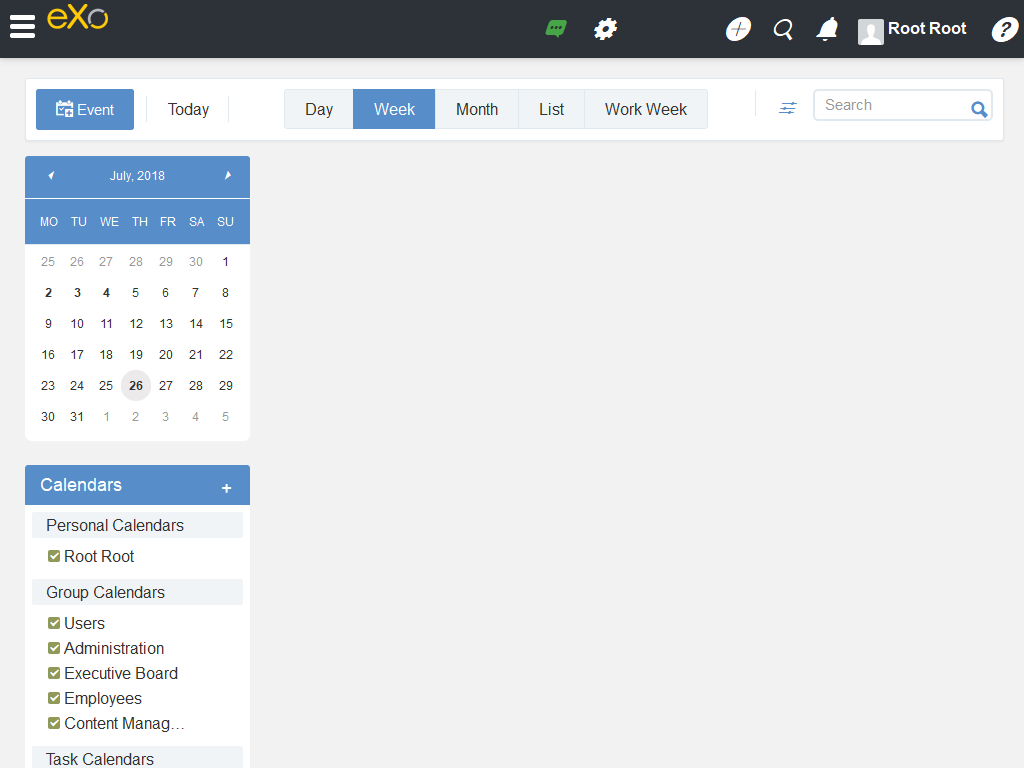 eXo
Root Root
?
Event
Today
Day
Week
Month
List
Work Week
Search
July, 2018
MO TU WE TH FR SA SU
25 26 27 28 29 30 1
2 3 4 5 6 7 8
9 10 11 12 13 14 15
16 17 18 19 20 21 22
23 24 25 26 27 28 29
30 31 1 2 3 4 5
Calendars +
Personal Calendars
Root Root
Group Calendars
Users
Administration
Executive Board
Employees
Content Manag…
Task Calendars